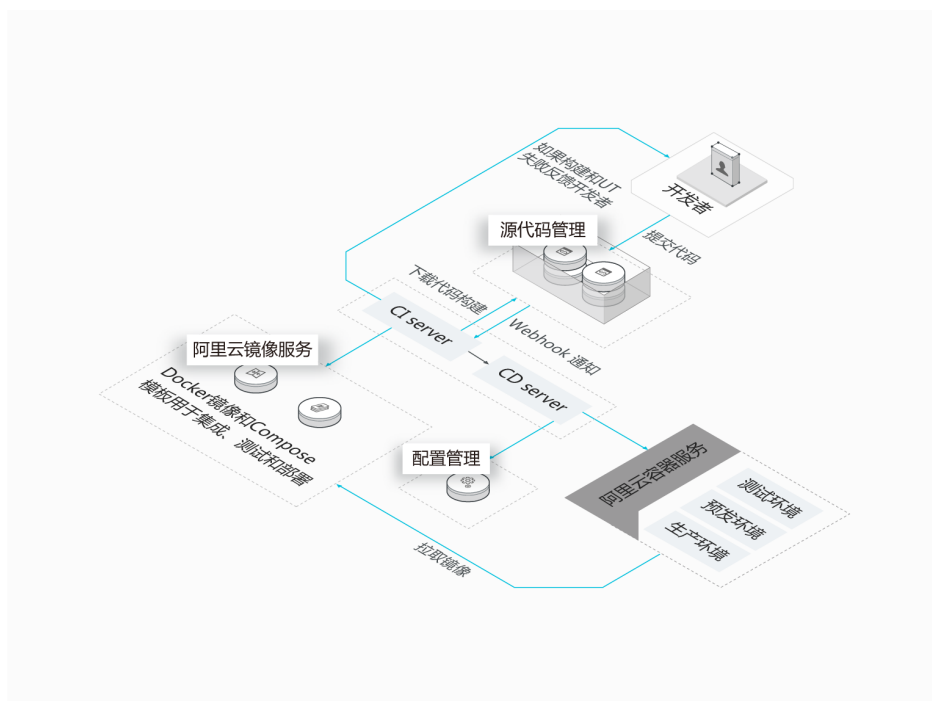 如果构建和UT
失败反馈开发者
开发者
源代码管理
提交代码
下载代码构建
CI server
Webhook 通知
阿里云镜像服务
CD server
Docker镜像和Compose
模板用于集成、测试和部署
配置管理
阿里云容器服务
测试环境
预发环境
生产环境
拉取镜像